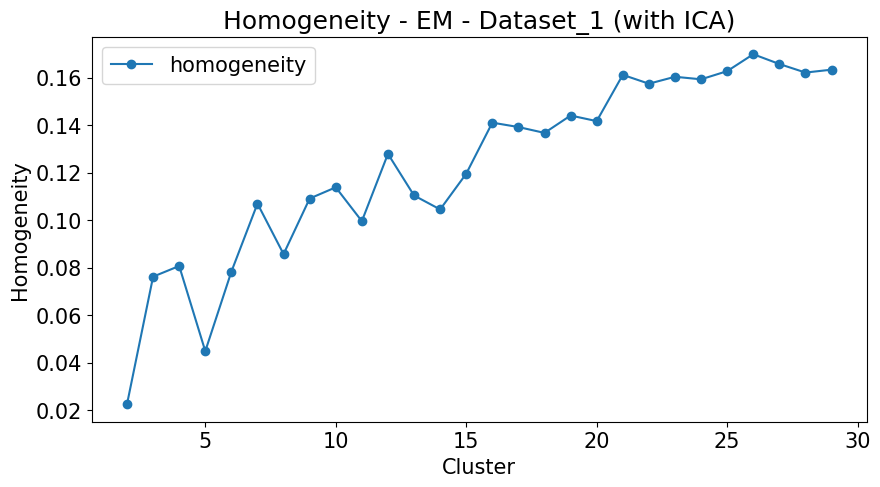 Homogeneity - EM - Dataset_1 (with ICA)
homogeneity
Homogeneity
0.16
0.14
0.12
0.10
0.08
0.06
0.04
0.02
5 10 15 20 25 30
Cluster